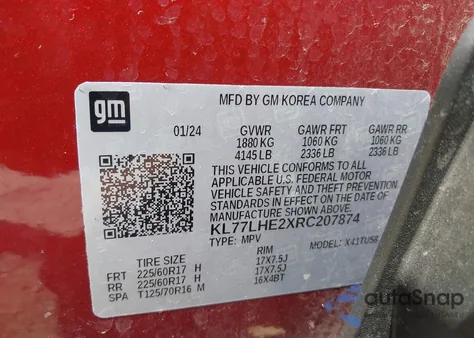 gm
MFD BY GM KOREA COMPANY
01/24 GVWR GAWR FRT GAWR RR
1880 KG 1060 KG 1060 KG
4145 LB 2336 LB 2336 LB
THIS VEHICLE CONFORMS TO ALL
APPLICABLE U.S. FEDERAL MOTOR
VEHICLE SAFETY AND THEFT PREVENTION
STANDARDS IN EFFECT ON THE DATE OF
MANUFACTURE SHOWN ABOVE.
KL77LHE2XRC207874
TYPE: MPV MODEL:
TIRE SIZE RIM
FRT 225/60R17 H 17X7.5J
RR 225/60R17 H 17X7.5J
SPA T125/70R16 M 16X4BT
autoSnap